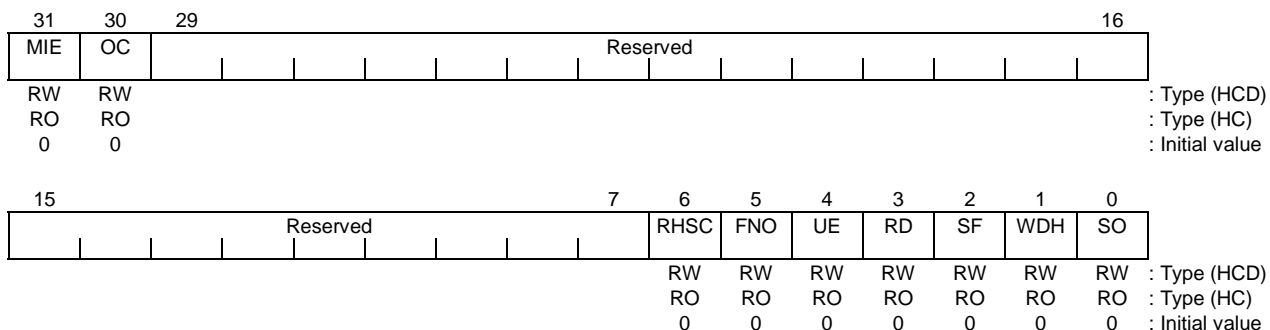 31 30 29 16
MIE OC Reserved
RW RW : Type (HCD)
RO RO : Type (HC)
0 0 : Initial value
15 7 6 5 4 3 2 1 0
Reserved RHSC FNO UE RD SF WDH SO
RW RW RW RW RW RW RW : Type (HCD)
RO RO RO RO RO RO RO : Type (HC)
0 0 0 0 0 0 0 : Initial value